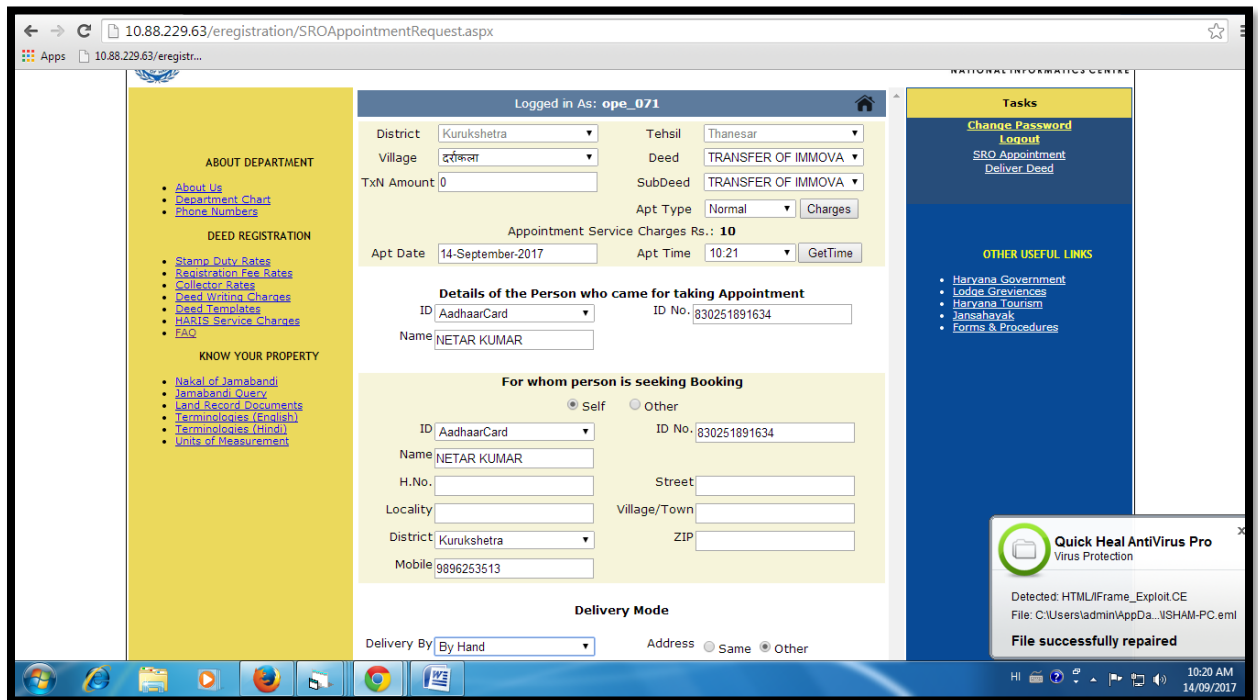 10.88.229.63/eregistration/SROAppointmentRequest.aspx
Apps 10.88.229.63/eregistr...
NATIONAL INFORMATICS CENTRE
ABOUT DEPARTMENT
About Us
Department Chart
Phone Numbers
DEED REGISTRATION
Stamp Duty Rates
Registration Fee Rates
Collector Rates
Deed Writing Charges
Deed Templates
HARIS Service Charges
FAQ
KNOW YOUR PROPERTY
Nakal of Jamabandi
Jamabandi Query
Land Record Documents
Terminologies (English)
Terminologies (Hindi)
Units of Measurement
Logged in As: ope_071
District Kurukshetra Tehsil Thanesar
Village दर्राकला Deed TRANSFER OF IMMOVA
TxN Amount 0 SubDeed TRANSFER OF IMMOVA
Apt Type Normal Charges
Appointment Service Charges Rs.: 10
Apt Date 14-September-2017 Apt Time 10:21 GetTime
Details of the Person who came for taking Appointment
ID AadhaarCard ID No. 830251891634
Name NETAR KUMAR
For whom person is seeking Booking
Self Other
ID AadhaarCard ID No. 830251891634
Name NETAR KUMAR
H.No. Street
Locality Village/Town
District Kurukshetra ZIP
Mobile 9896253513
Delivery Mode
Delivery By By Hand Address Same Other
Tasks
Change Password
Logout
SRO Appointment
Deliver Deed
OTHER USEFUL LINKS
Haryana Government
Lodge Greviences
Haryana Tourism
Jansahayak
Forms & Procedures
x
Quick Heal AntiVirus Pro
Virus Protection
Detected: HTML/IFrame_Exploit.CE
File: C:\Users\admin\AppDa...\ISHAM-PC.eml
File successfully repaired
HI
10:20 AM
14/09/2017